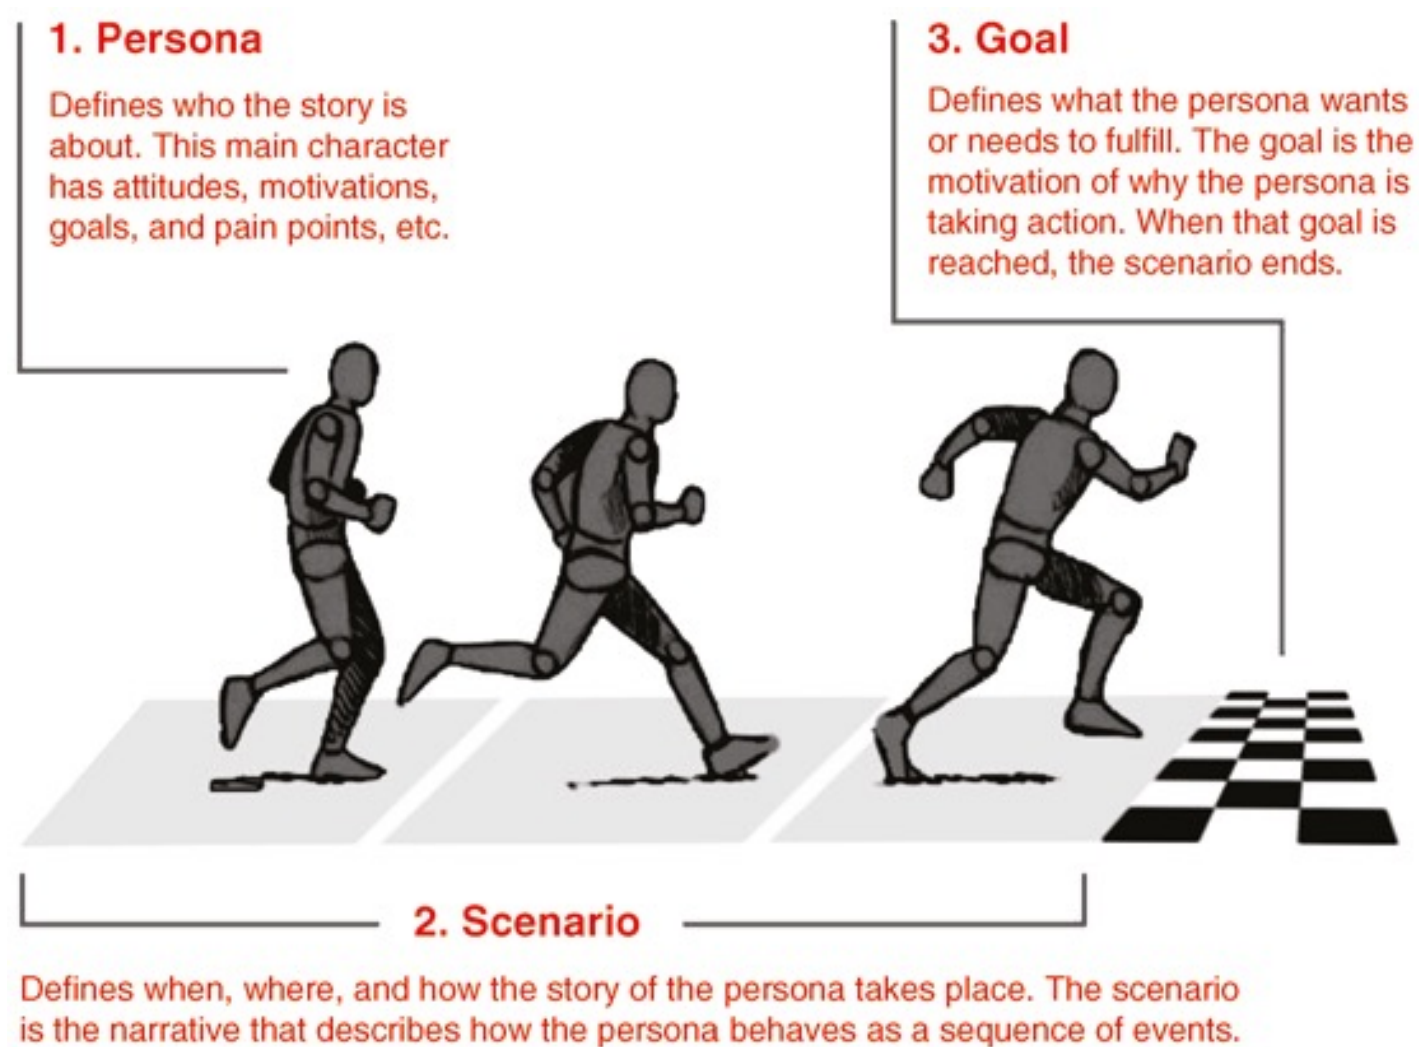 1. Persona
Defines who the story is
about. This main character
has attitudes, motivations,
goals, and pain points, etc.
3. Goal
Defines what the persona wants
or needs to fulfill. The goal is the
motivation of why the persona is
taking action. When that goal is
reached, the scenario ends.
2. Scenario
Defines when, where, and how the story of the persona takes place. The scenario
is the narrative that describes how the persona behaves as a sequence of events.